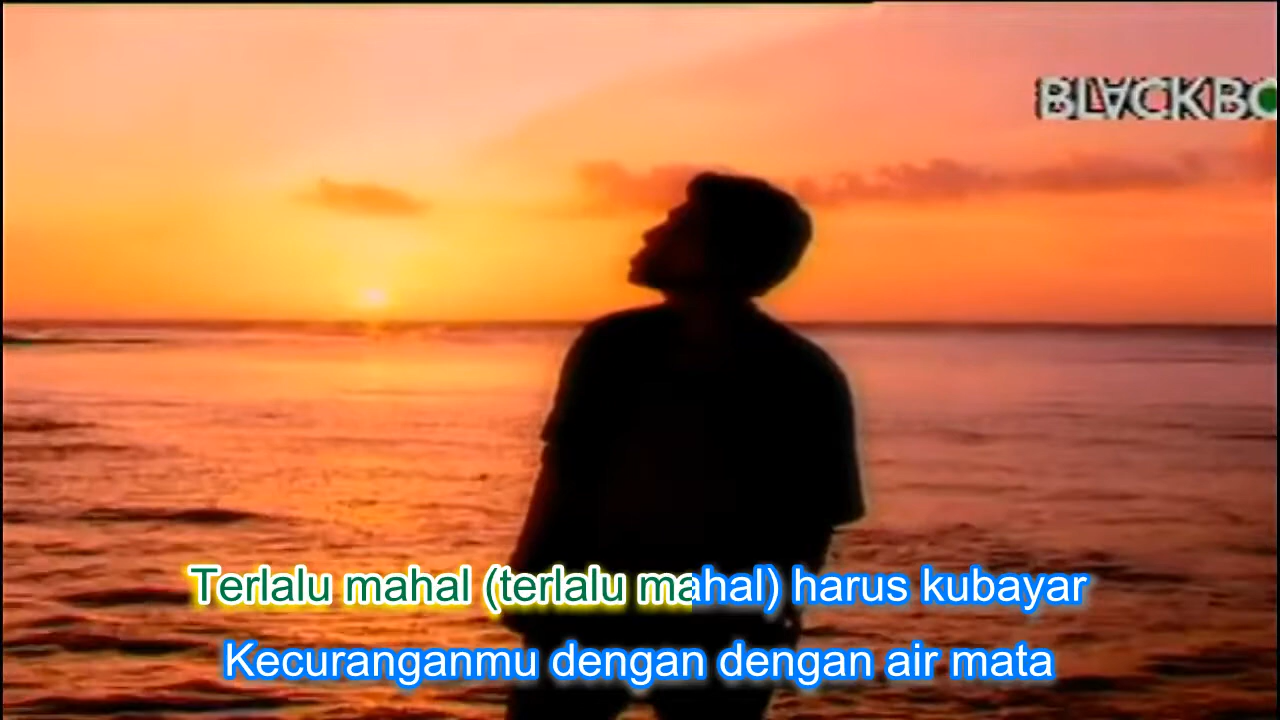 BLACKBO
Terlalu mahal (terlalu mahal) harus kubayar
Kecuranganmu dengan dengan air mata